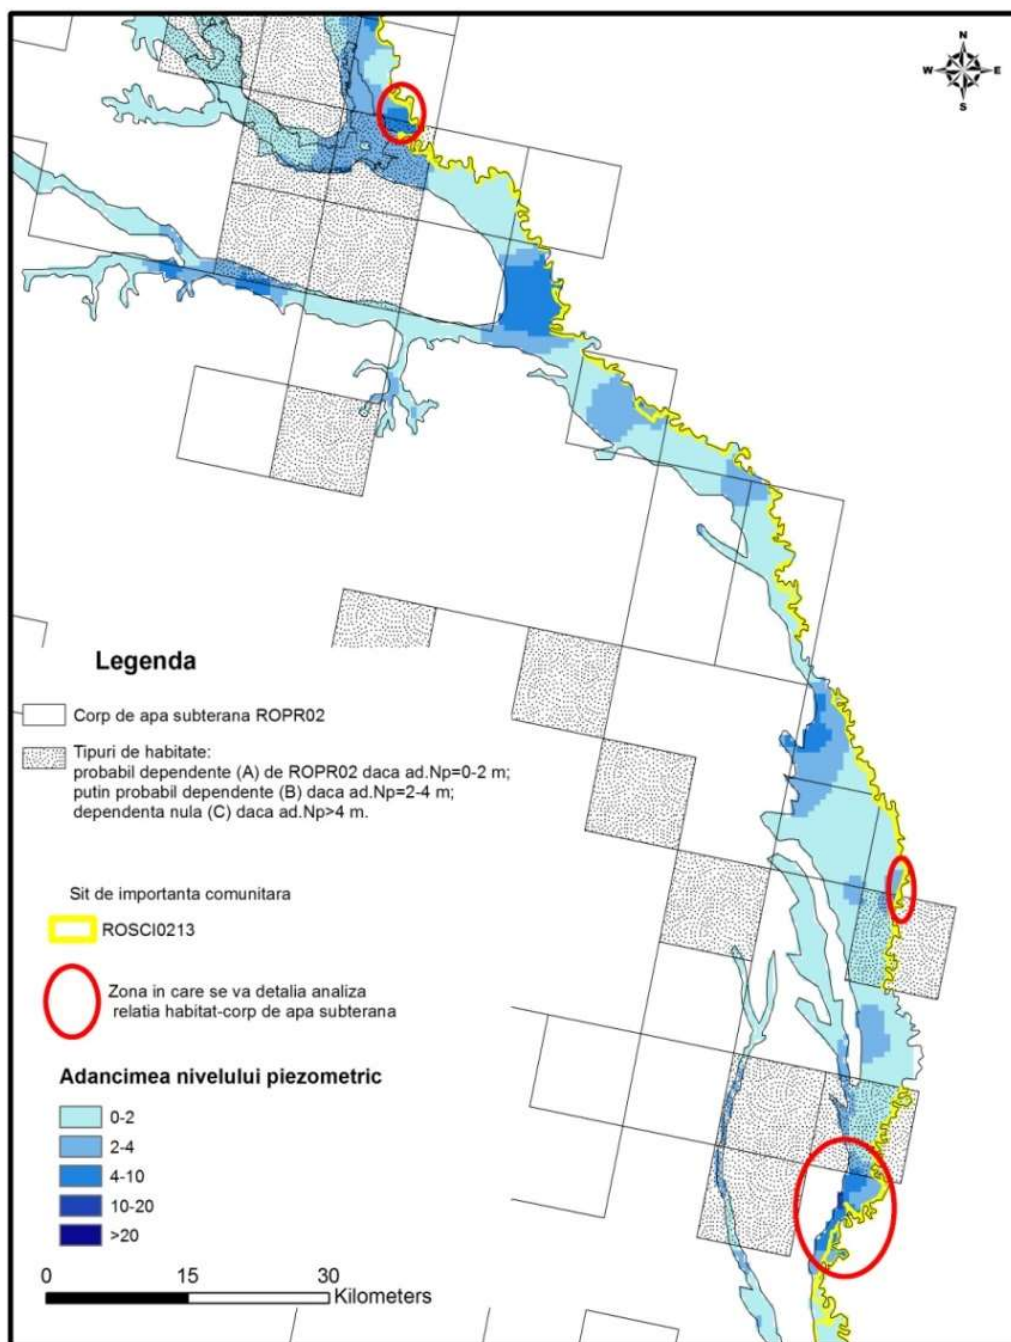 N
W E
S
Legenda
Corp de apa subterana ROPR02
Tipuri de habitate:
probabil dependente (A) de ROPR02 daca ad.Np=0-2 m;
putin probabil dependente (B) daca ad.Np=2-4 m;
dependenta nula (C) daca ad.Np>4 m.
Sit de importanta comunitara
ROSCI0213
Zona in care se va detalia analiza
relatia habitat-corp de apa subterana
Adancimea nivelului piezometric
0-2
2-4
4-10
10-20
>20
0 15 30
Kilometers